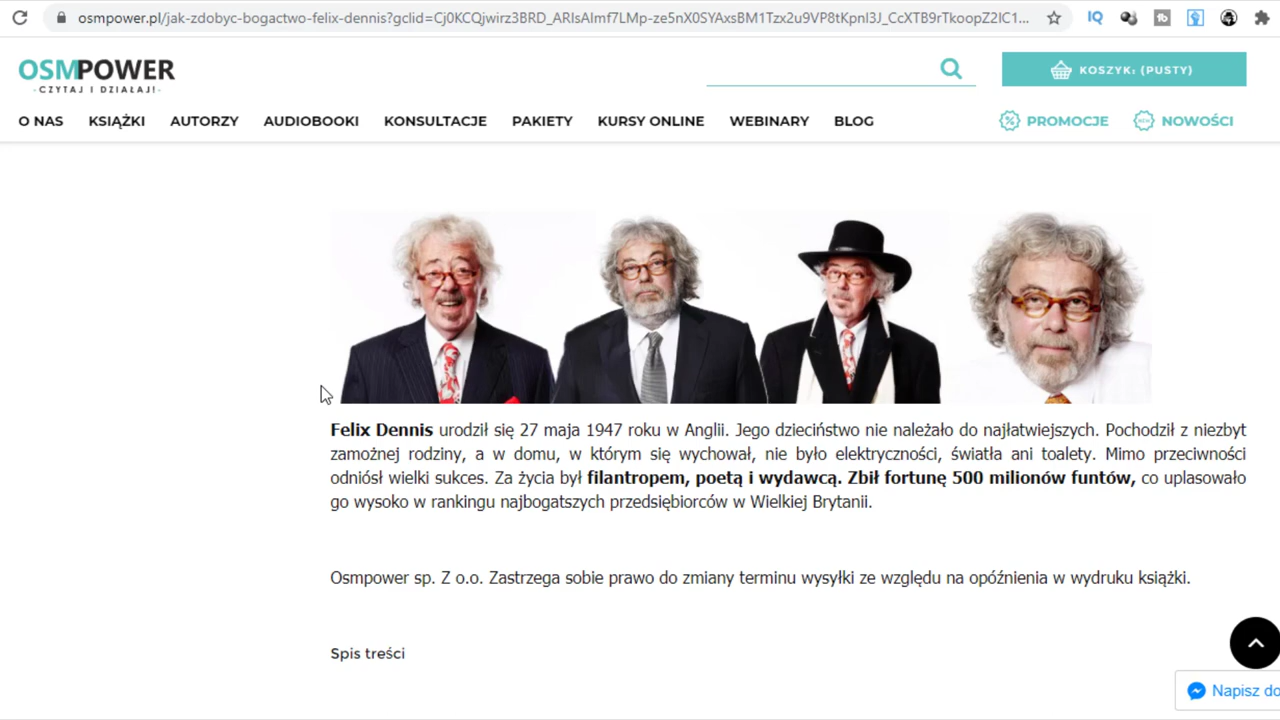 osmpower.pl/jak-zdobyc-bogactwo-felix-dennis?gclid=Cj0KCQjwirz3BRD_ARIsAImf7LMp-ze5nX0SYAxsBM1Tzx2u9VP8tKpnI3J_CcXTB9rTkoopZ2IC1...
OSMPOWER
KOSZYK: (PUSTY)
-CZYTAJ I DZIAŁAJ!-
O NAS KSIĄŻKI AUTORZY AUDIOBOOKI KONSULTACJE PAKIETY KURSY ONLINE WEBINARY BLOG PROMOCJE NOWOŚCI
Felix Dennis urodził się 27 maja 1947 roku w Anglii. Jego dzieciństwo nie należało do najłatwiejszych. Pochodził z niezbyt
zamożnej rodziny, a w domu, w którym się wychował, nie było elektryczności, światła ani toalety. Mimo przeciwności
odniósł wielki sukces. Za życia był filantropem, poetą i wydawcą. Zbił fortunę 500 milionów funtów, co uplasowało
go wysoko w rankingu najbogatszych przedsiębiorców w Wielkiej Brytanii.
Osmpower sp. Z o.o. Zastrzega sobie prawo do zmiany terminu wysyłki ze względu na opóźnienia w wydruku książki.
Spis treści
Napisz do